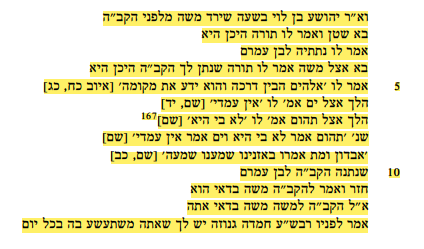 וא״ר יהושע בן לוי בשעה שירד משה מלפני הקב״ה
בא שטן ואמר לו תורה היכן היא
אמר לו נתתיה לבן עמרם
בא אצל משה אמר לו תורה שנתן לך הקב״ה היכן היא
5 אמר לו ׳אלהים הבין דרכה והוא ידע את מקומה׳ [איוב כח, כג]
הלך אצל ים אמ׳ לו ׳אין עמדי׳ [שם, יד]
הלך אצל תהום אמ׳ לו ׳לא בי היא׳ [שם]167
שנ׳ ׳תהום אמר לא בי היא וים אמר אין עמדי׳ [שם]
׳אבדון ומת אמרו באזנינו שמענו שמעה׳ [שם, כב]
10 שנתנה הקב״ה לבן עמרם
חזר ואמר להקב״ה משה בדאי הוא
א״ל הקב״ה למשה משה בדאי אתה
אמר לפניו רבש״ע חמדה גנוזה יש לך שאתה משתעשע בה בכל יום